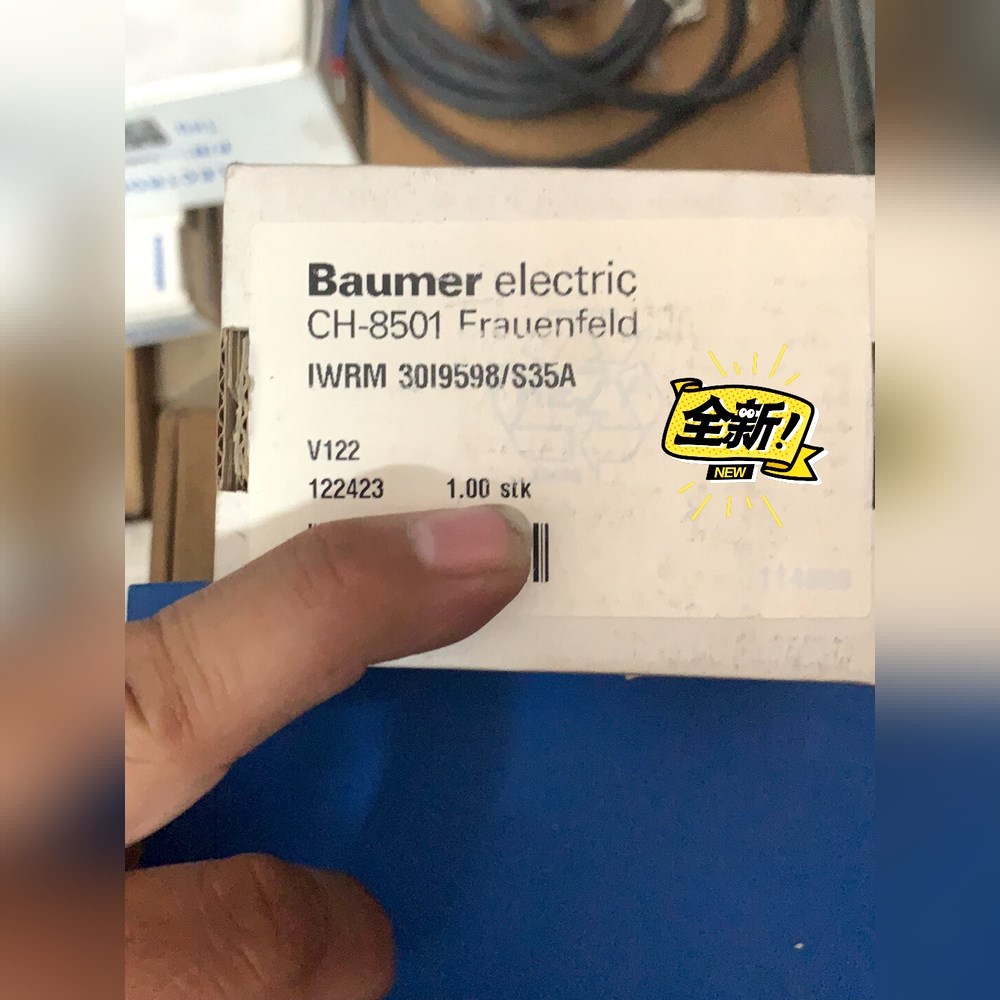 Baumer electric
CH-8501 Frauenfeld
IWRM 30I9598/S35A
V122
122423 1.00 stk
全新!
NEW